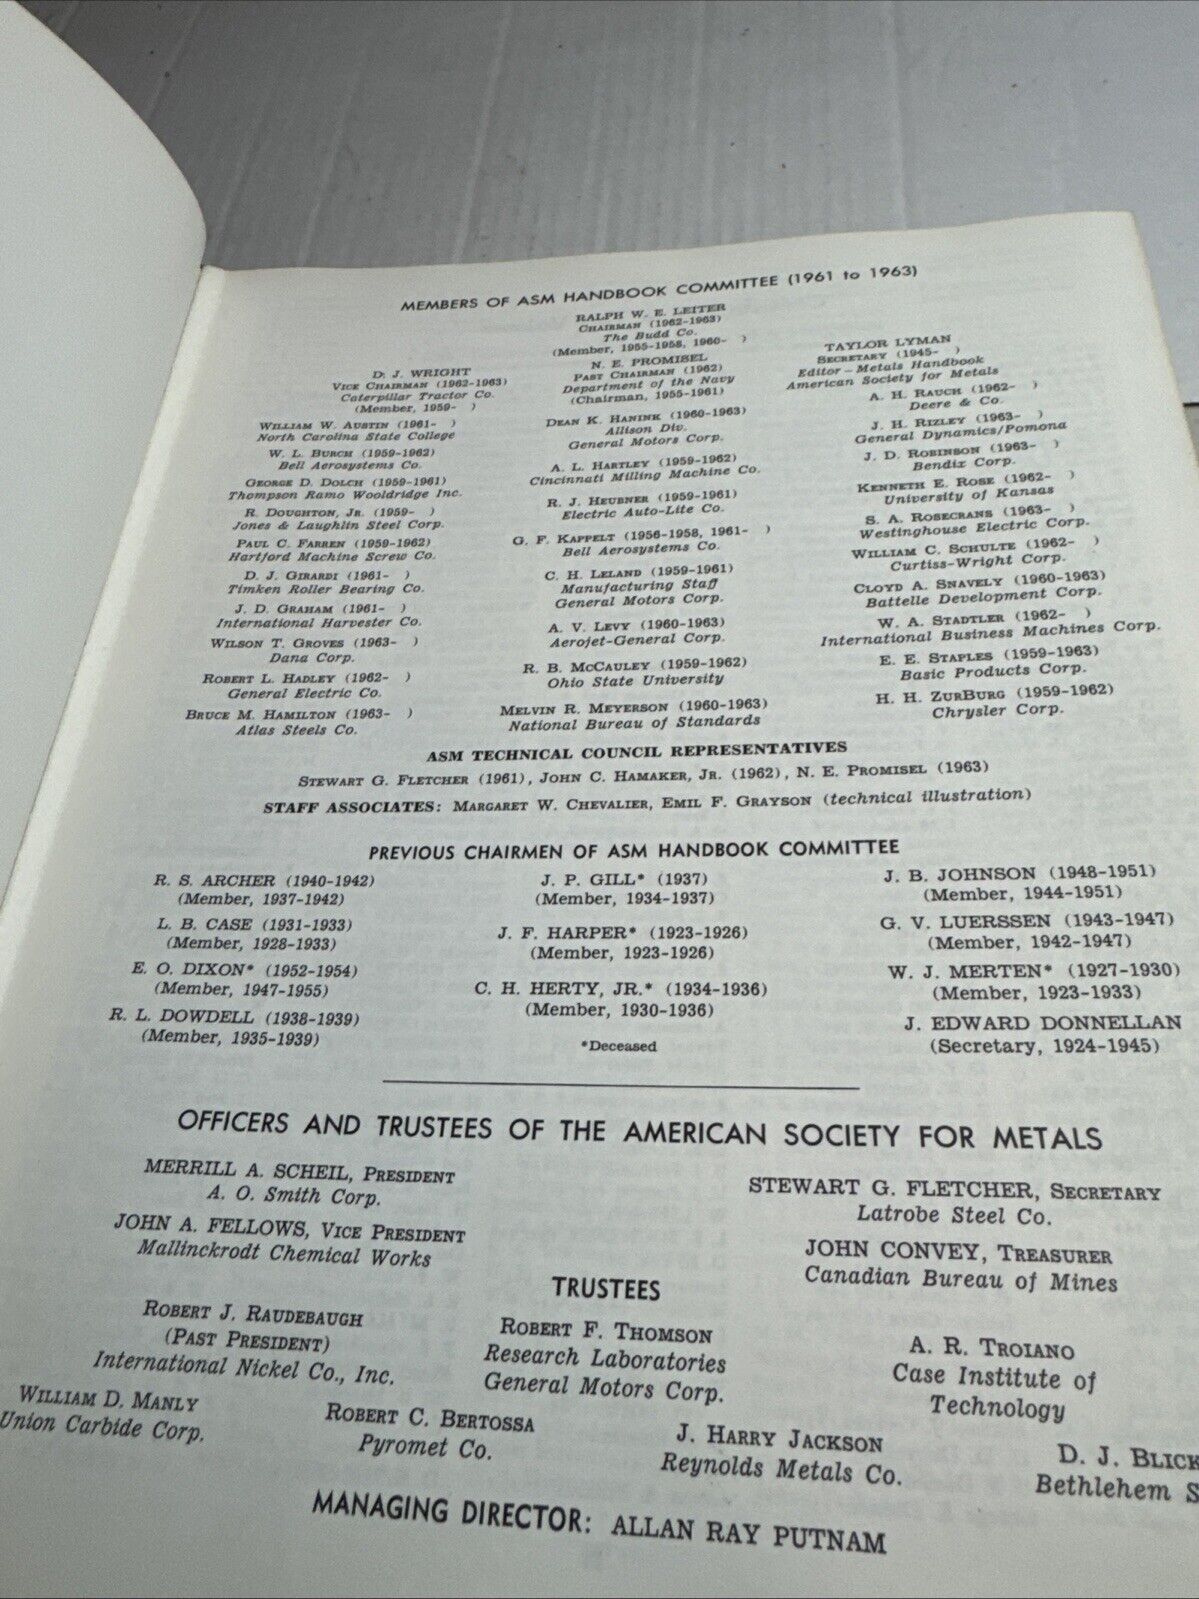 MEMBERS OF ASM HANDBOOK COMMITTEE (1961 to 1963)
RALPH W. E. LEITER
CHAIRMAN (1962-1963)
The Budd Co.
(Member, 1955-1958, 1960- )
D. J. WRIGHT
VICE CHAIRMAN (1962-1963)
Caterpillar Tractor Co.
(Member, 1959- )
WILLIAM W. AUSTIN (1961- )
North Carolina State College
W. L. BURCH (1959-1962)
Bell Aerosystems Co.
GEORGE D. DOLCH (1959-1961)
Thompson Ramo Wooldridge Inc.
R. DOUGHTON, JR. (1959- )
Jones & Laughlin Steel Corp.
PAUL C. FARREN (1959-1962)
Hartford Machine Screw Co.
D. J. GIRARDI (1961- )
Timken Roller Bearing Co.
J. D. GRAHAM (1961- )
International Harvester Co.
WILSON T. GROVES (1963- )
Dana Corp.
ROBERT L. HADLEY (1962- )
General Electric Co.
BRUCE M. HAMILTON (1963- )
Atlas Steels Co.
N. E. PROMISEL
PAST CHAIRMAN (1962)
Department of the Navy
(Chairman, 1955-1961)
DEAN K. HANINK (1960-1963)
Allison Div.
General Motors Corp.
A. L. HARTLEY (1959-1962)
Cincinnati Milling Machine Co.
R. J. HEUBNER (1959-1961)
Electric Auto-Lite Co.
G. F. KAPPELT (1956-1958, 1961- )
Bell Aerosystems Co.
C. H. LELAND (1959-1961)
Manufacturing Staff
General Motors Corp.
A. V. LEVY (1960-1963)
Aerojet-General Corp.
R. B. MCCAULEY (1959-1962)
Ohio State University
MELVIN R. MEYERSON (1960-1963)
National Bureau of Standards
TAYLOR LYMAN
SECRETARY (1945- )
Editor — Metals Handbook
American Society for Metals
A. H. RAUCH (1962- )
Deere & Co.
J. H. RIZLEY (1963- )
General Dynamics/Pomona
J. D. ROBINSON (1963- )
Bendix Corp.
KENNETH E. ROSE (1962- )
University of Kansas
S. A. ROSECRANS (1963- )
Westinghouse Electric Corp.
WILLIAM C. SCHULTE (1962- )
Curtiss-Wright Corp.
CLOYD A. SNAVELY (1960-1963)
Battelle Development Corp.
W. A. STADTLER (1962- )
International Business Machines Corp.
E. E. STAPLES (1959-1963)
Basic Products Corp.
H. H. ZURBURG (1959-1962)
Chrysler Corp.
ASM TECHNICAL COUNCIL REPRESENTATIVES
STEWART G. FLETCHER (1961), JOHN C. HAMAKER, JR. (1962), N. E. PROMISEL (1963)
STAFF ASSOCIATES: MARGARET W. CHEVALIER, EMIL F. GRAYSON (technical illustration)
PREVIOUS CHAIRMEN OF ASM HANDBOOK COMMITTEE
R. S. ARCHER (1940-1942)
(Member, 1937-1942)
L. B. CASE (1931-1933)
(Member, 1928-1933)
E. O. DIXON* (1952-1954)
(Member, 1947-1955)
R. L. DOWDELL (1938-1939)
(Member, 1935-1939)
J. P. GILL* (1937)
(Member, 1934-1937)
J. F. HARPER* (1923-1926)
(Member, 1923-1926)
C. H. HERTY, JR.* (1934-1936)
(Member, 1930-1936)
*Deceased
J. B. JOHNSON (1948-1951)
(Member, 1944-1951)
G. V. LUERSSEN (1943-1947)
(Member, 1942-1947)
W. J. MERTEN* (1927-1930)
(Member, 1923-1933)
J. EDWARD DONNELLAN
(Secretary, 1924-1945)
OFFICERS AND TRUSTEES OF THE AMERICAN SOCIETY FOR METALS
MERRILL A. SCHEIL, PRESIDENT
A. O. Smith Corp.
JOHN A. FELLOWS, VICE PRESIDENT
Mallinckrodt Chemical Works
STEWART G. FLETCHER, SECRETARY
Latrobe Steel Co.
JOHN CONVEY, TREASURER
Canadian Bureau of Mines
TRUSTEES
ROBERT J. RAUDEBAUGH
(PAST PRESIDENT)
International Nickel Co., Inc.
ROBERT F. THOMSON
Research Laboratories
General Motors Corp.
A. R. TROIANO
Case Institute of
Technology
WILLIAM D. MANLY
Union Carbide Corp.
ROBERT C. BERTOSSA
Pyromet Co.
J. HARRY JACKSON
Reynolds Metals Co.
D. J. BLICK
Bethlehem S
MANAGING DIRECTOR: ALLAN RAY PUTNAM